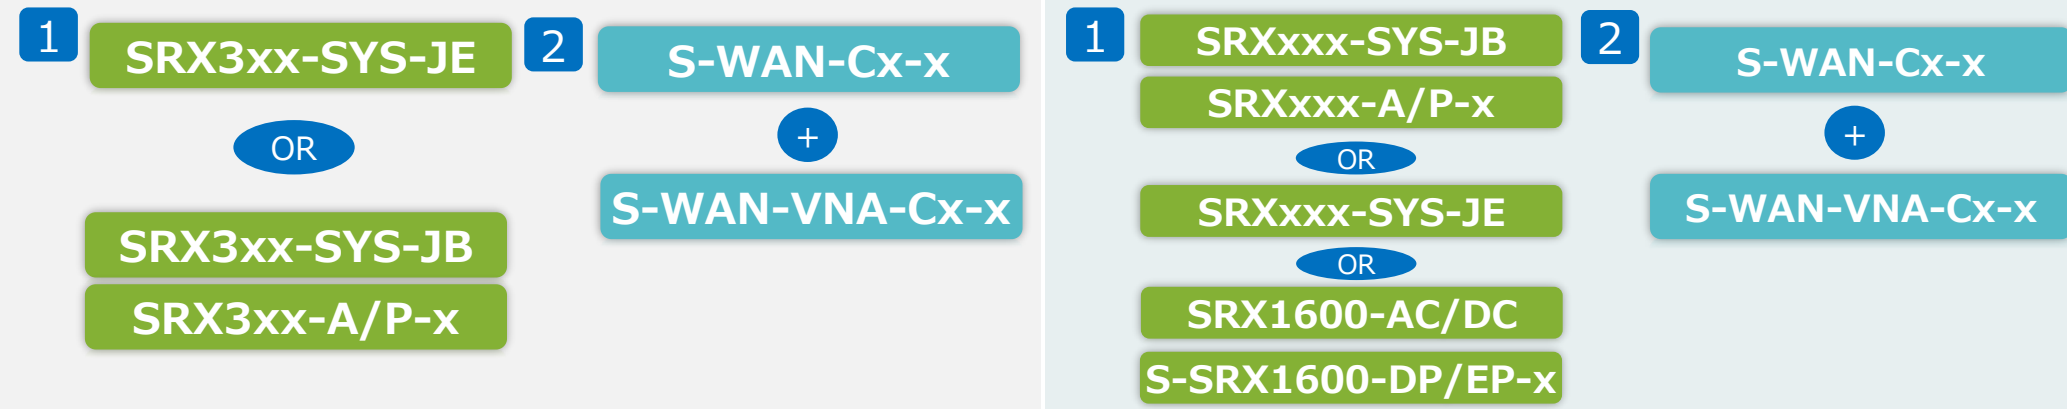 1
SRX3xx-SYS-JE
OR
SRX3xx-SYS-JB
SRX3xx-A/P-x
2
S-WAN-Cx-x
+
S-WAN-VNA-Cx-x
1
SRXxxx-SYS-JB
SRXxxx-A/P-x
OR
SRXxxx-SYS-JE
OR
SRX1600-AC/DC
S-SRX1600-DP/EP-x
2
S-WAN-Cx-x
+
S-WAN-VNA-Cx-x